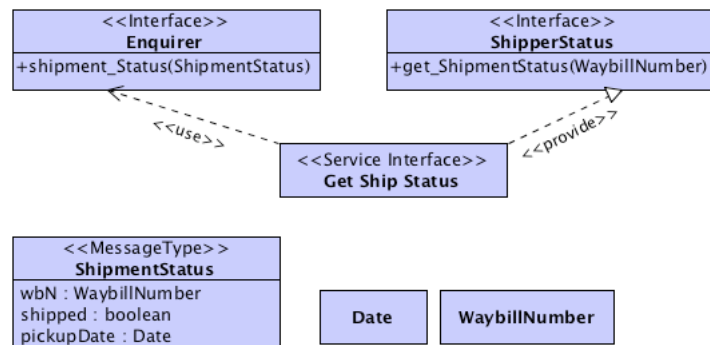 <<Interface>>
Enquirer
+shipment_Status(ShipmentStatus)
<<Interface>>
ShipperStatus
+get_ShipmentStatus(WaybillNumber)
<<use>>
<<provide>>
<<Service Interface>>
Get Ship Status
<<MessageType>>
ShipmentStatus
wbN : WaybillNumber
shipped : boolean
pickupDate : Date
Date
WaybillNumber